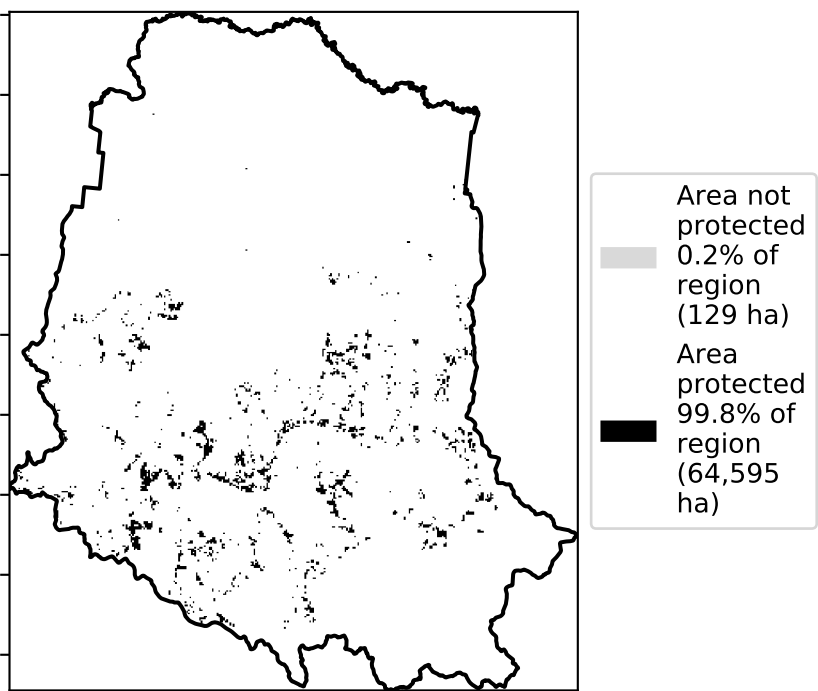 Area not
protected
0.2% of
region
(129 ha)
Area
protected
99.8% of
region
(64,595
ha)